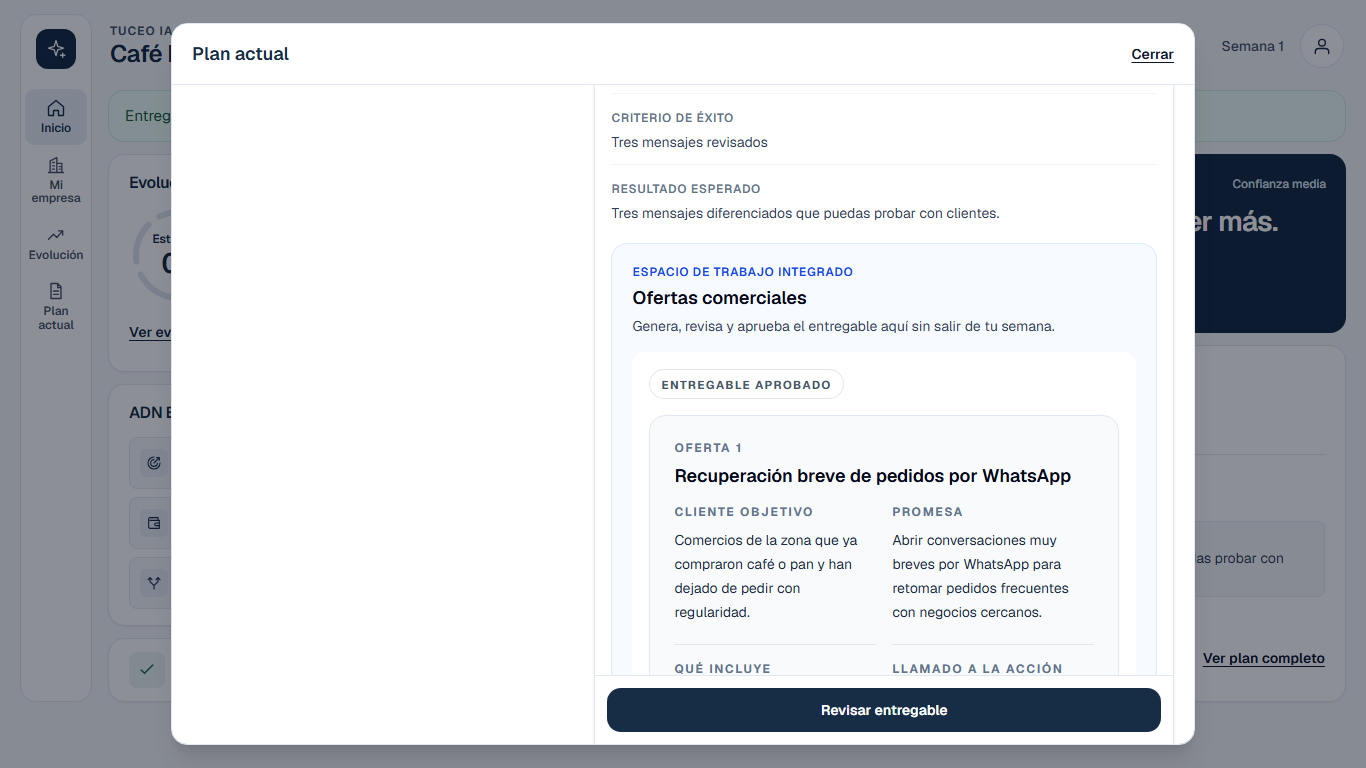 TUCEO IA
Café
Semana 1
Inicio
Mi
empresa
Evolución
Plan
actual
Ver
ADN
Confianza media
más.
as probar con
Ver plan completo
Plan actual
Cerrar
CRITERIO DE ÉXITO
Tres mensajes revisados
RESULTADO ESPERADO
Tres mensajes diferenciados que puedas probar con clientes.
ESPACIO DE TRABAJO INTEGRADO
Ofertas comerciales
Genera, revisa y aprueba el entregable aquí sin salir de tu semana.
ENTREGABLE APROBADO
OFERTA 1
Recuperación breve de pedidos por WhatsApp
CLIENTE OBJETIVO
Comercios de la zona que ya
compraron café o pan y han
dejado de pedir con
regularidad.
PROMESA
Abrir conversaciones muy
breves por WhatsApp para
retomar pedidos frecuentes
con negocios cercanos.
QUÉ INCLUYE
LLAMADO A LA ACCIÓN
Revisar entregable